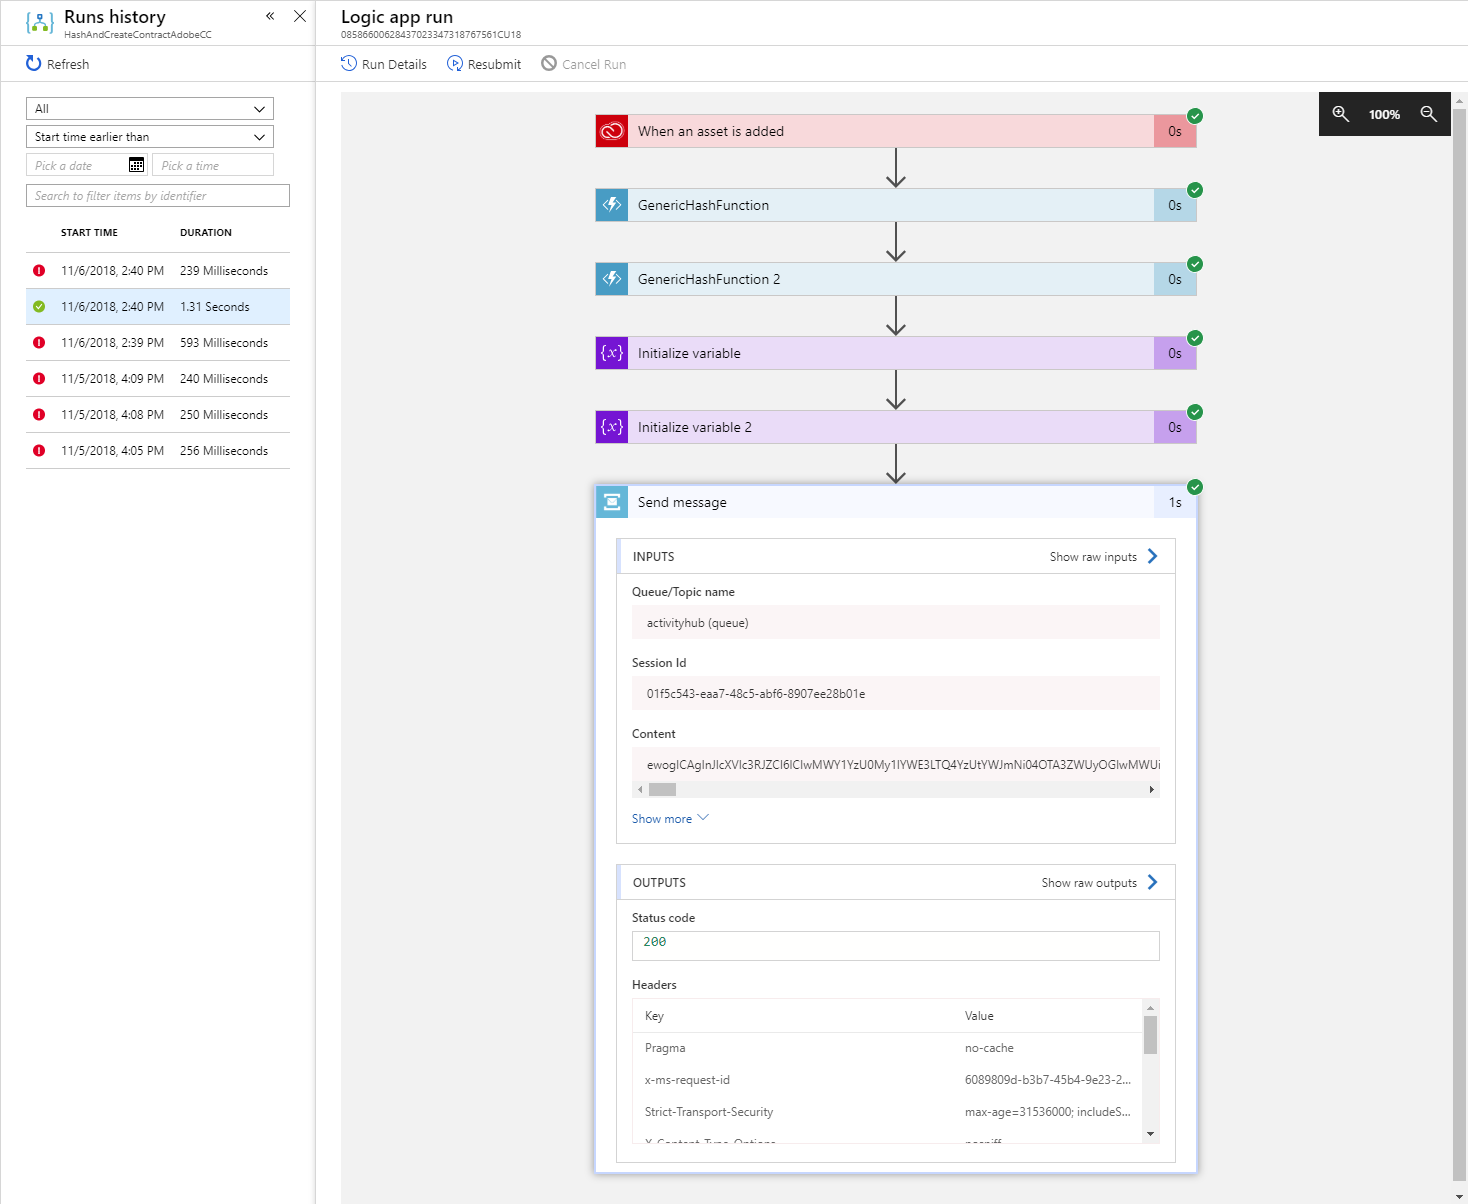 Runs history
HashAndCreateContractAdobeCC
Refresh
All
Start time earlier than
Pick a date
Pick a time
Search to filter items by identifier
START TIME DURATION
11/6/2018, 2:40 PM 239 Milliseconds
11/6/2018, 2:40 PM 1.31 Seconds
11/6/2018, 2:39 PM 593 Milliseconds
11/5/2018, 4:09 PM 240 Milliseconds
11/5/2018, 4:08 PM 250 Milliseconds
11/5/2018, 4:05 PM 256 Milliseconds
Logic app run
08586600628437023347318767561CU18
Run Details Resubmit Cancel Run
100%
When an asset is added 0s
GenericHashFunction 0s
GenericHashFunction 2 0s
{x} Initialize variable 0s
{x} Initialize variable 2 0s
Send message 1s
INPUTS Show raw inputs
Queue/Topic name
activityhub (queue)
Session Id
01f5c543-eaa7-48c5-abf6-8907ee28b01e
Content
Show more
OUTPUTS Show raw outputs
Status code
200
Headers
Key Value
Pragma no-cache
x-ms-request-id 6089809d-b3b7-45b4-9e23-2...
Strict-Transport-Security max-age=31536000; includeS...
X-Content-Type-Options nosniff